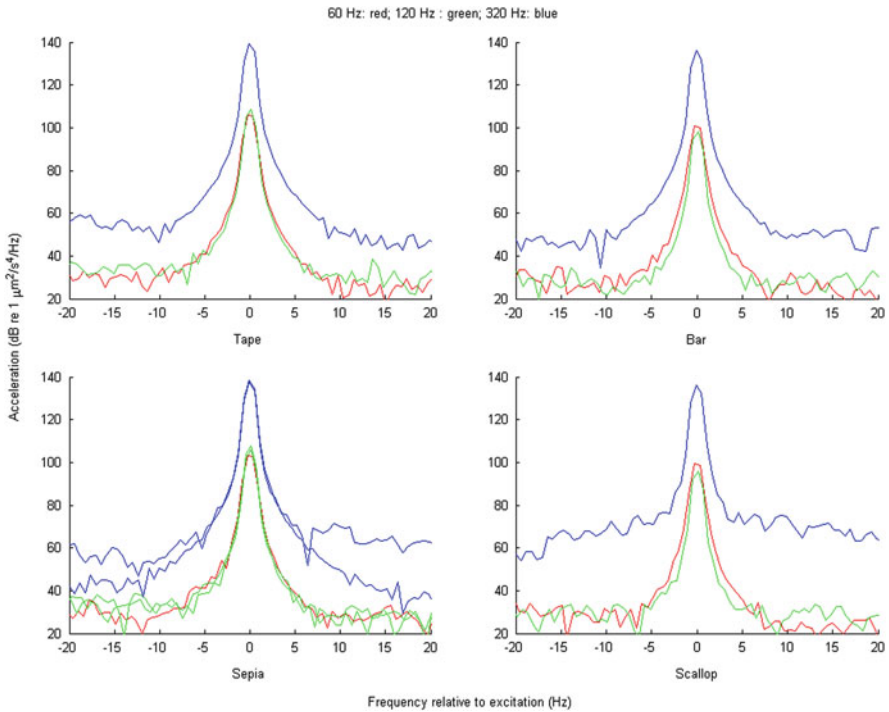 60 Hz: red; 120 Hz : green; 320 Hz: blue
140
120
100
80
60
40
20
-20 -15 -10 -5 0 5 10 15 20
Tape
140
120
100
80
60
40
20
-20 -15 -10 -5 0 5 10 15 20
Bar
Acceleration (dB re 1 μm²/s⁴/Hz)
140
120
100
80
60
40
20
-20 -15 -10 -5 0 5 10 15 20
Sepia
140
120
100
80
60
40
20
-20 -15 -10 -5 0 5 10 15 20
Scallop
Frequency relative to excitation (Hz)